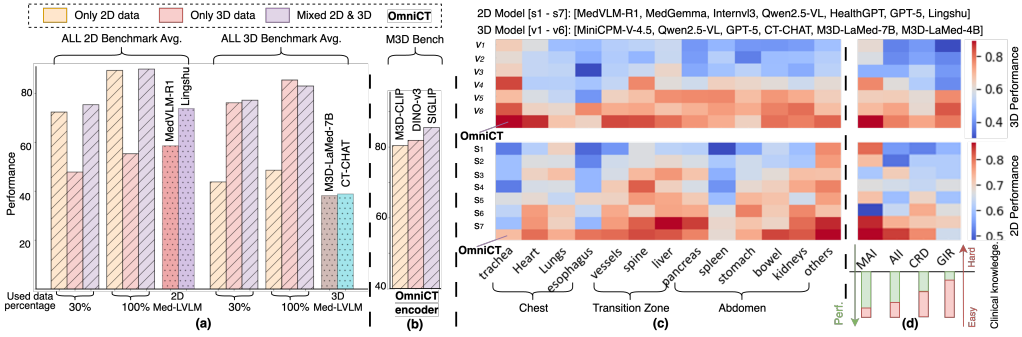 Only 2D data
Only 3D data
Mixed 2D & 3D
OmniCT
ALL 2D Benchmark Avg.
ALL 3D Benchmark Avg.
Performance
80
60
40
20
MedVLM-R1
Lingshu
M3D-LaMed-7B
CT-CHAT
Used data
percentage
30%
100%
2D
Med-LVLM
30%
100%
3D
Med-LVLM
(a)
M3D Bench
80
60
40
M3D-CLIP
DINO-v3
SIGLIP
OmniCT
encoder
(b)
2D Model [s1 - s7]: [MedVLM-R1, MedGemma, Internvl3, Qwen2.5-VL, HealthGPT, GPT-5, Lingshu]
3D Model [v1 - v6]: [MiniCPM-V-4.5, Qwen2.5-VL, GPT-5, CT-CHAT, M3D-LaMed-7B, M3D-LaMed-4B]
V1
V2
V3
V4
V5
V6
OmniCT
S1
S2
S3
S4
S5
S6
S7
OmniCT
trachea
Heart
Lungs
esophagus
vessels
spine
liver
pancreas
spleen
stomach
bowel
kidneys
others
Chest
Transition Zone
Abdomen
(c)
0.8
0.6
0.4
3D Performance
0.8
0.7
0.6
0.5
2D Performance
MAI
AII
CRD
GIR
Perf.
Hard
Easy
Clinical knowledge.
(d)